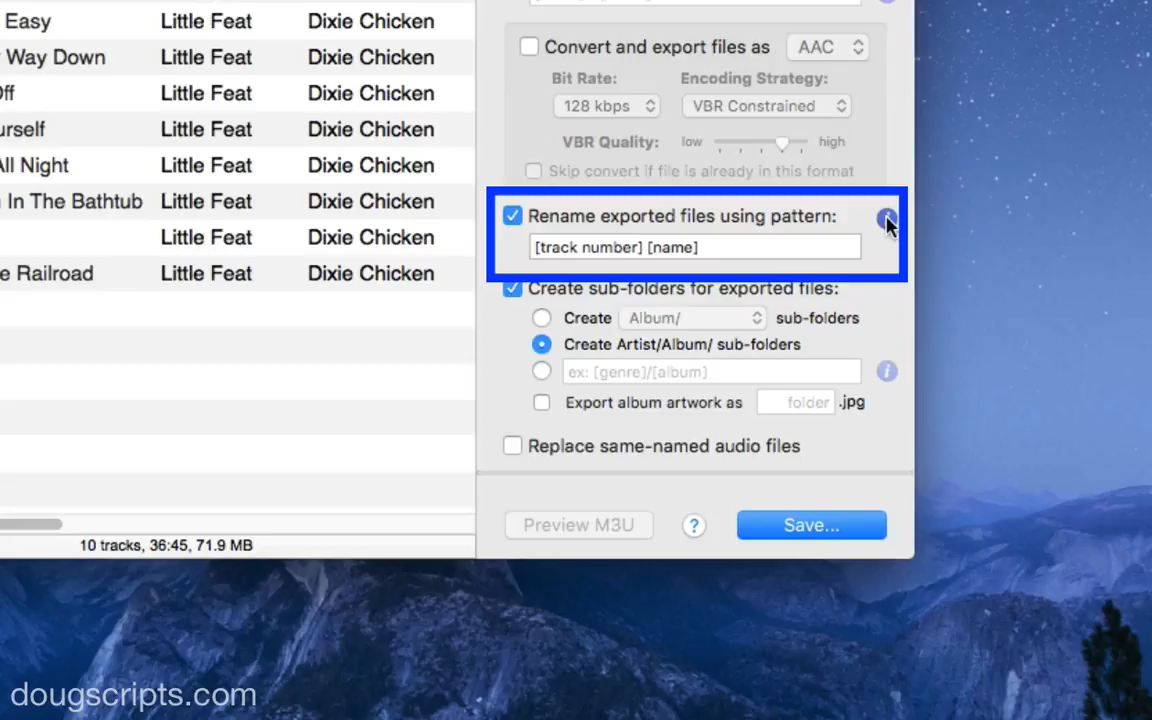 Easy Little Feat Dixie Chicken
Way Down Little Feat Dixie Chicken
Off Little Feat Dixie Chicken
urself Little Feat Dixie Chicken
All Night Little Feat Dixie Chicken
In The Bathtub Little Feat Dixie Chicken
Little Feat Dixie Chicken
e Railroad Little Feat Dixie Chicken
10 tracks, 36:45, 71.9 MB
Convert and export files as AAC
Bit Rate: Encoding Strategy:
128 kbps VBR Constrained
VBR Quality: low high
Skip convert if file is already in this format
Rename exported files using pattern:
[track number] [name]
Create sub-folders for exported files:
Create Album/ sub-folders
Create Artist/Album/ sub-folders
ex: [genre]/[album] i
Export album artwork as folder .jpg
Replace same-named audio files
Preview M3U ? Save...
dougscripts.com